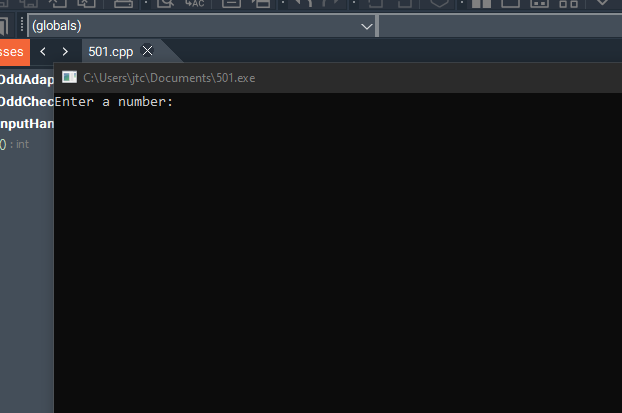 (globals)
sses
501.cpp
OddAdap
C:\Users\jtc\Documents\501.exe
OddChec
Enter a number:
nputHan
() : int